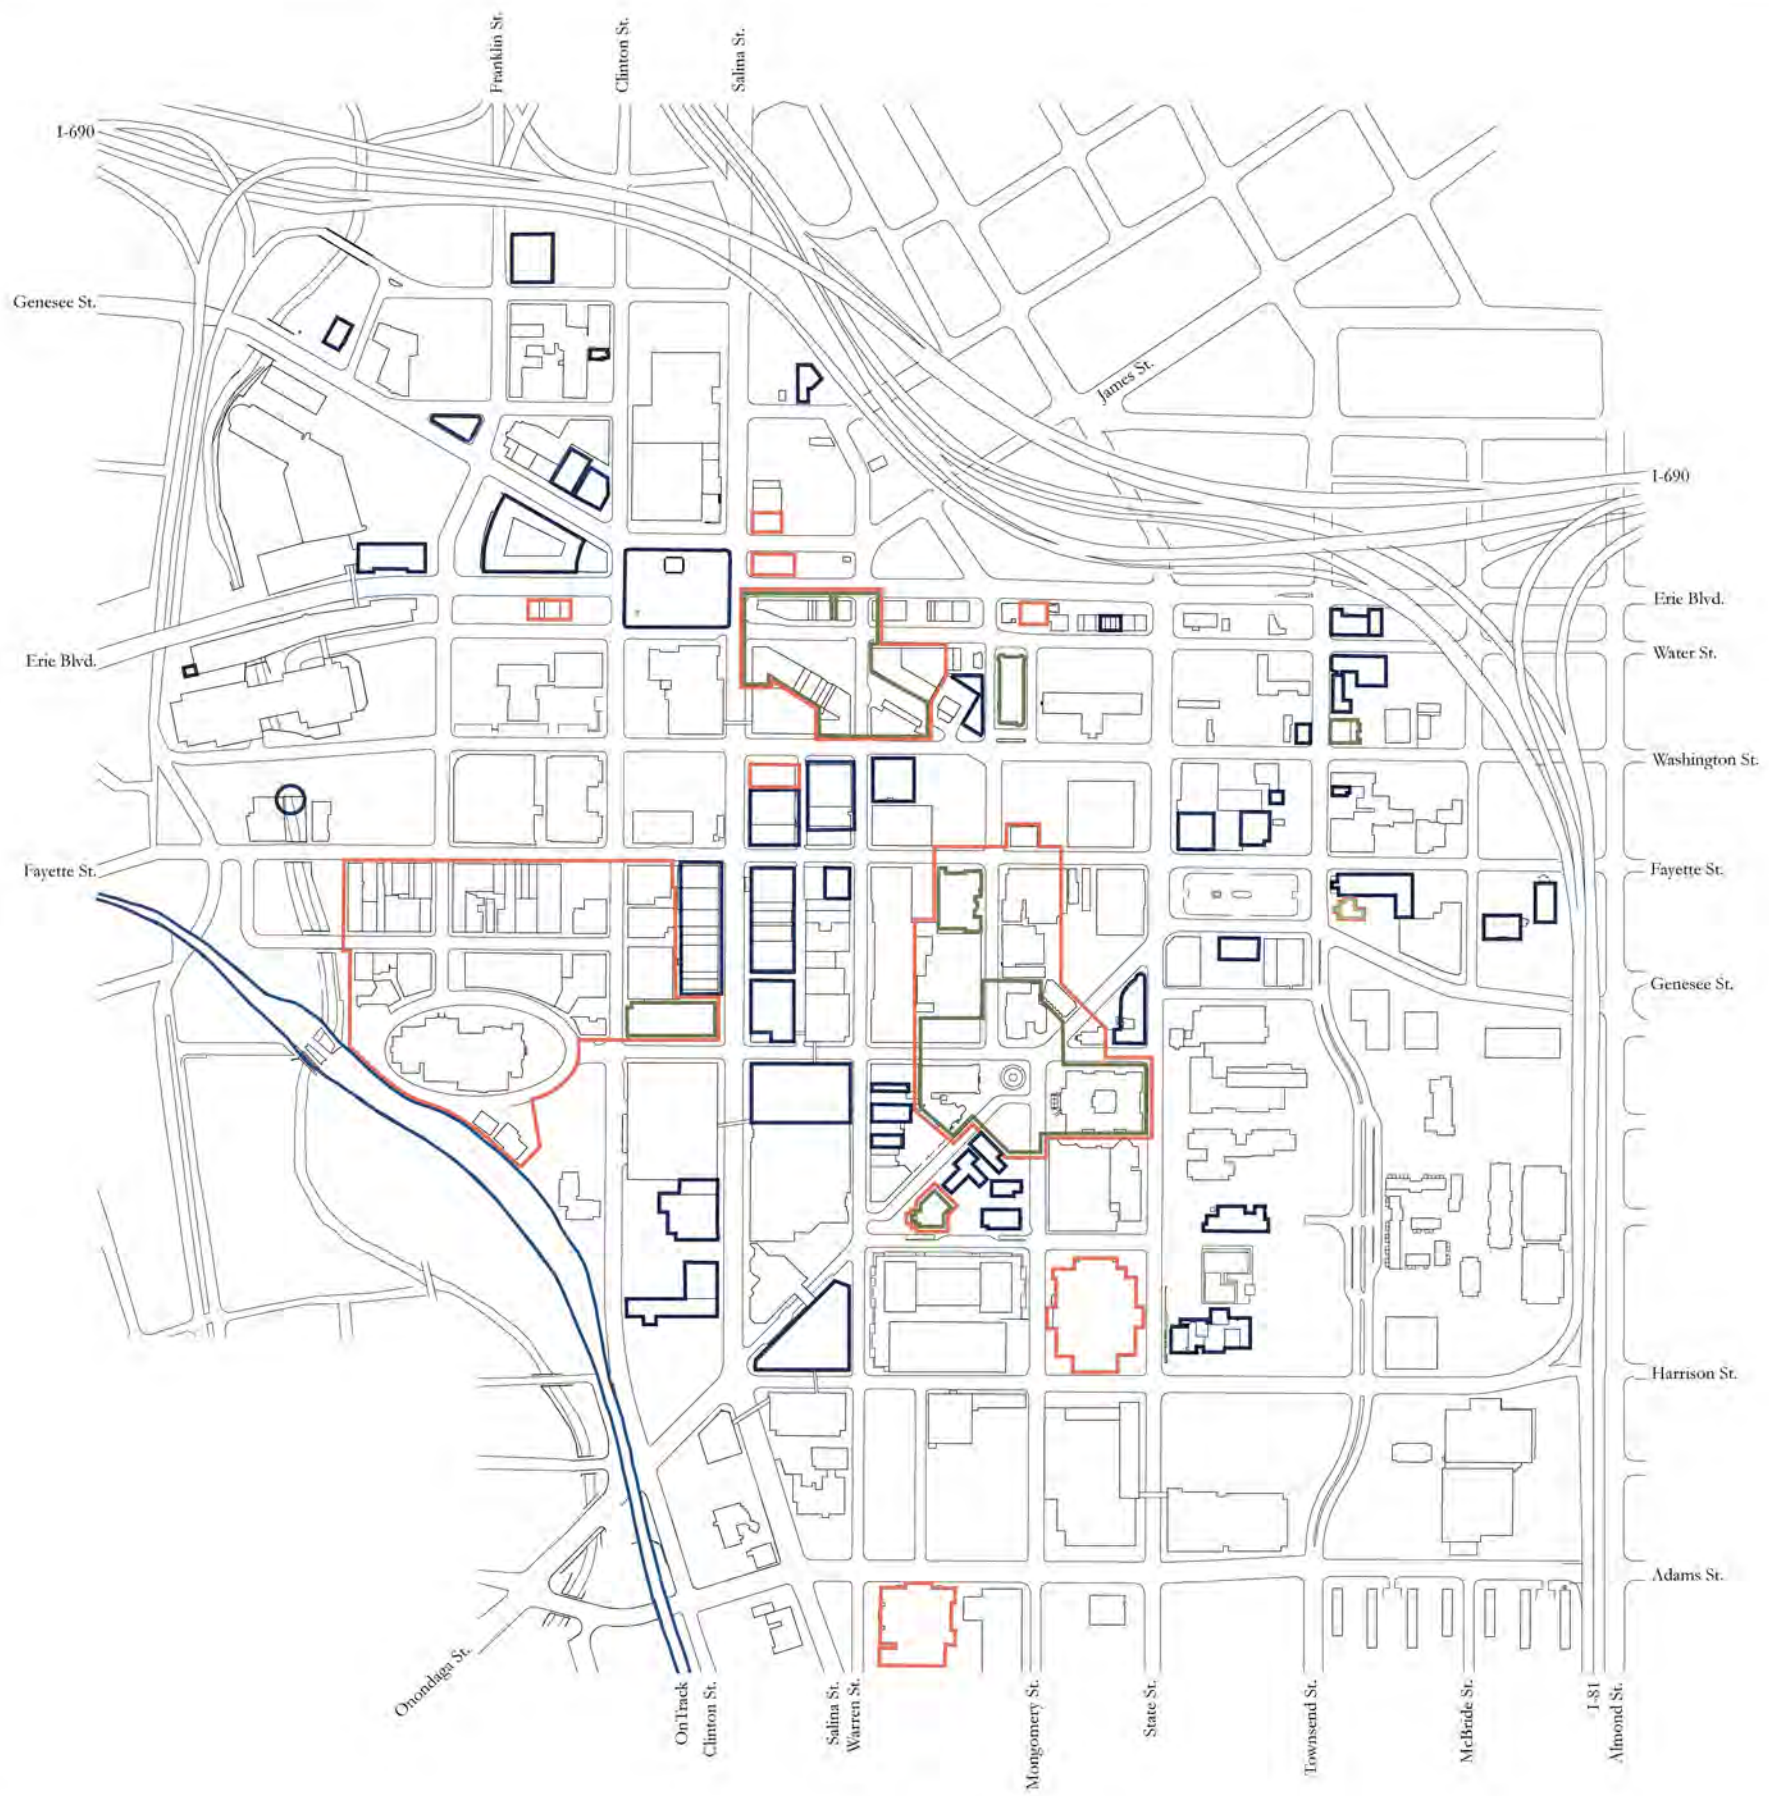 Franklin St.
Clinton St.
Salina St.
I-690
Genesee St.
James St.
I-690
Erie Blvd.
Water St.
Erie Blvd.
Washington St.
Fayette St.
Fayette St.
Genesee St.
Harrison St.
Adams St.
Onondaga St.
OnTrack
Clinton St.
Salina St.
Warren St.
Montgomery St.
State St.
Townsend St.
McBride St.
I-81
Almond St.